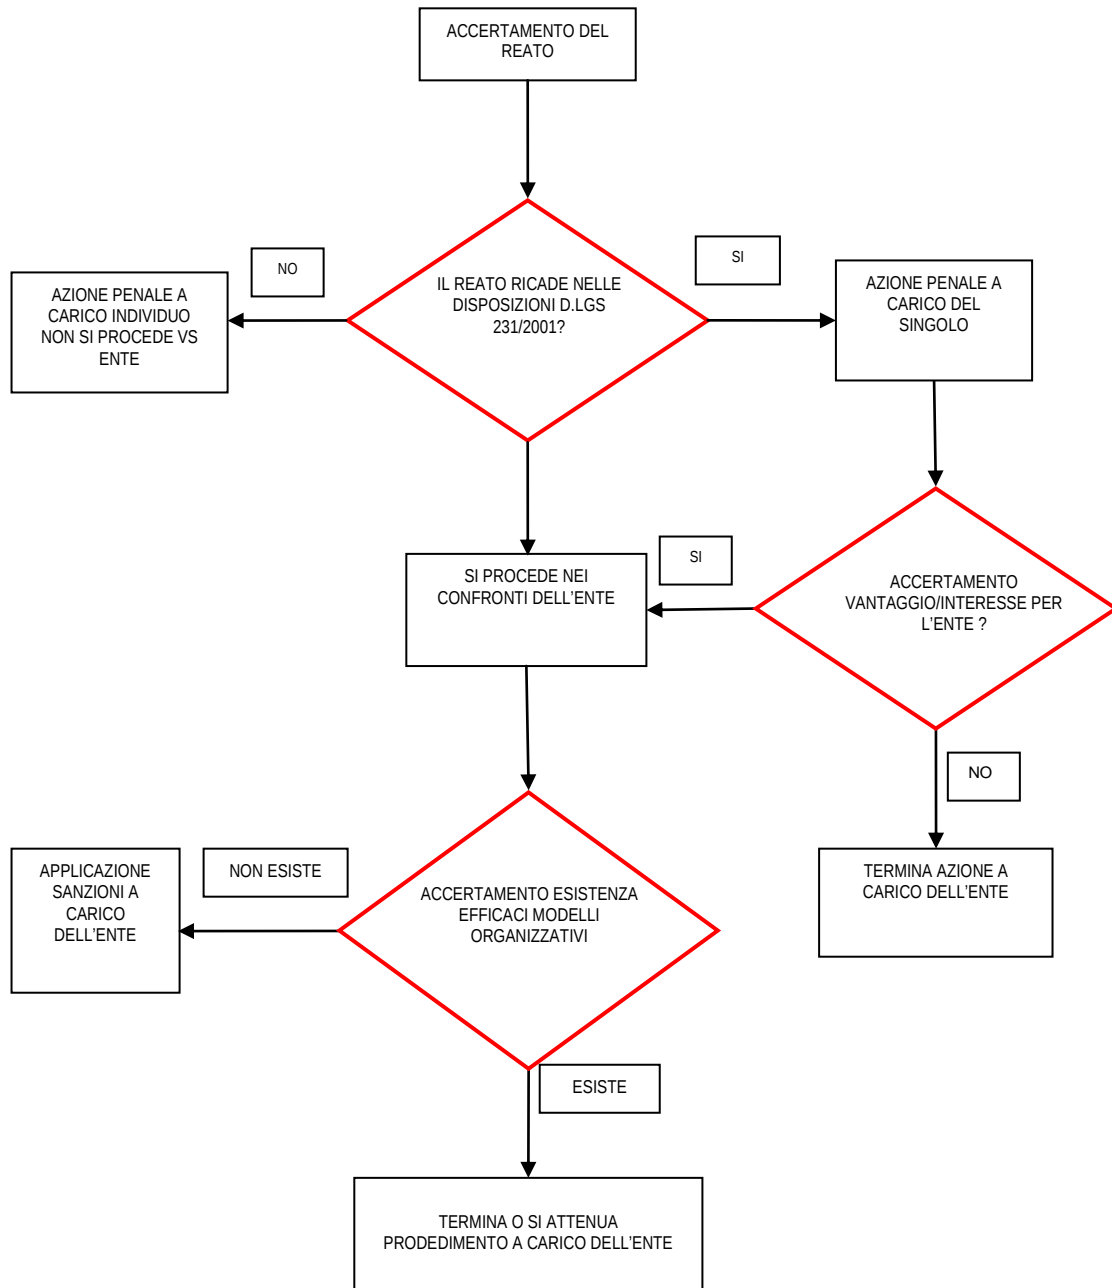 ACCERTAMENTO DEL
REATO
NO
SI
IL REATO RICADE NELLE
DISPOSIZIONI D.LGS
231/2001?
AZIONE PENALE A
CARICO INDIVIDUO
NON SI PROCEDE VS
ENTE
AZIONE PENALE A
CARICO DEL
SINGOLO
SI PROCEDE NEI
CONFRONTI DELL’ENTE
SI
ACCERTAMENTO
VANTAGGIO/INTERESSE PER
L’ENTE ?
NO
APPLICAZIONE
SANZIONI A
CARICO
DELL’ENTE
NON ESISTE
ACCERTAMENTO ESISTENZA
EFFICACI MODELLI
ORGANIZZATIVI
TERMINA AZIONE A
CARICO DELL’ENTE
ESISTE
TERMINA O SI ATTENUA
PRODEDIMENTO A CARICO DELL’ENTE